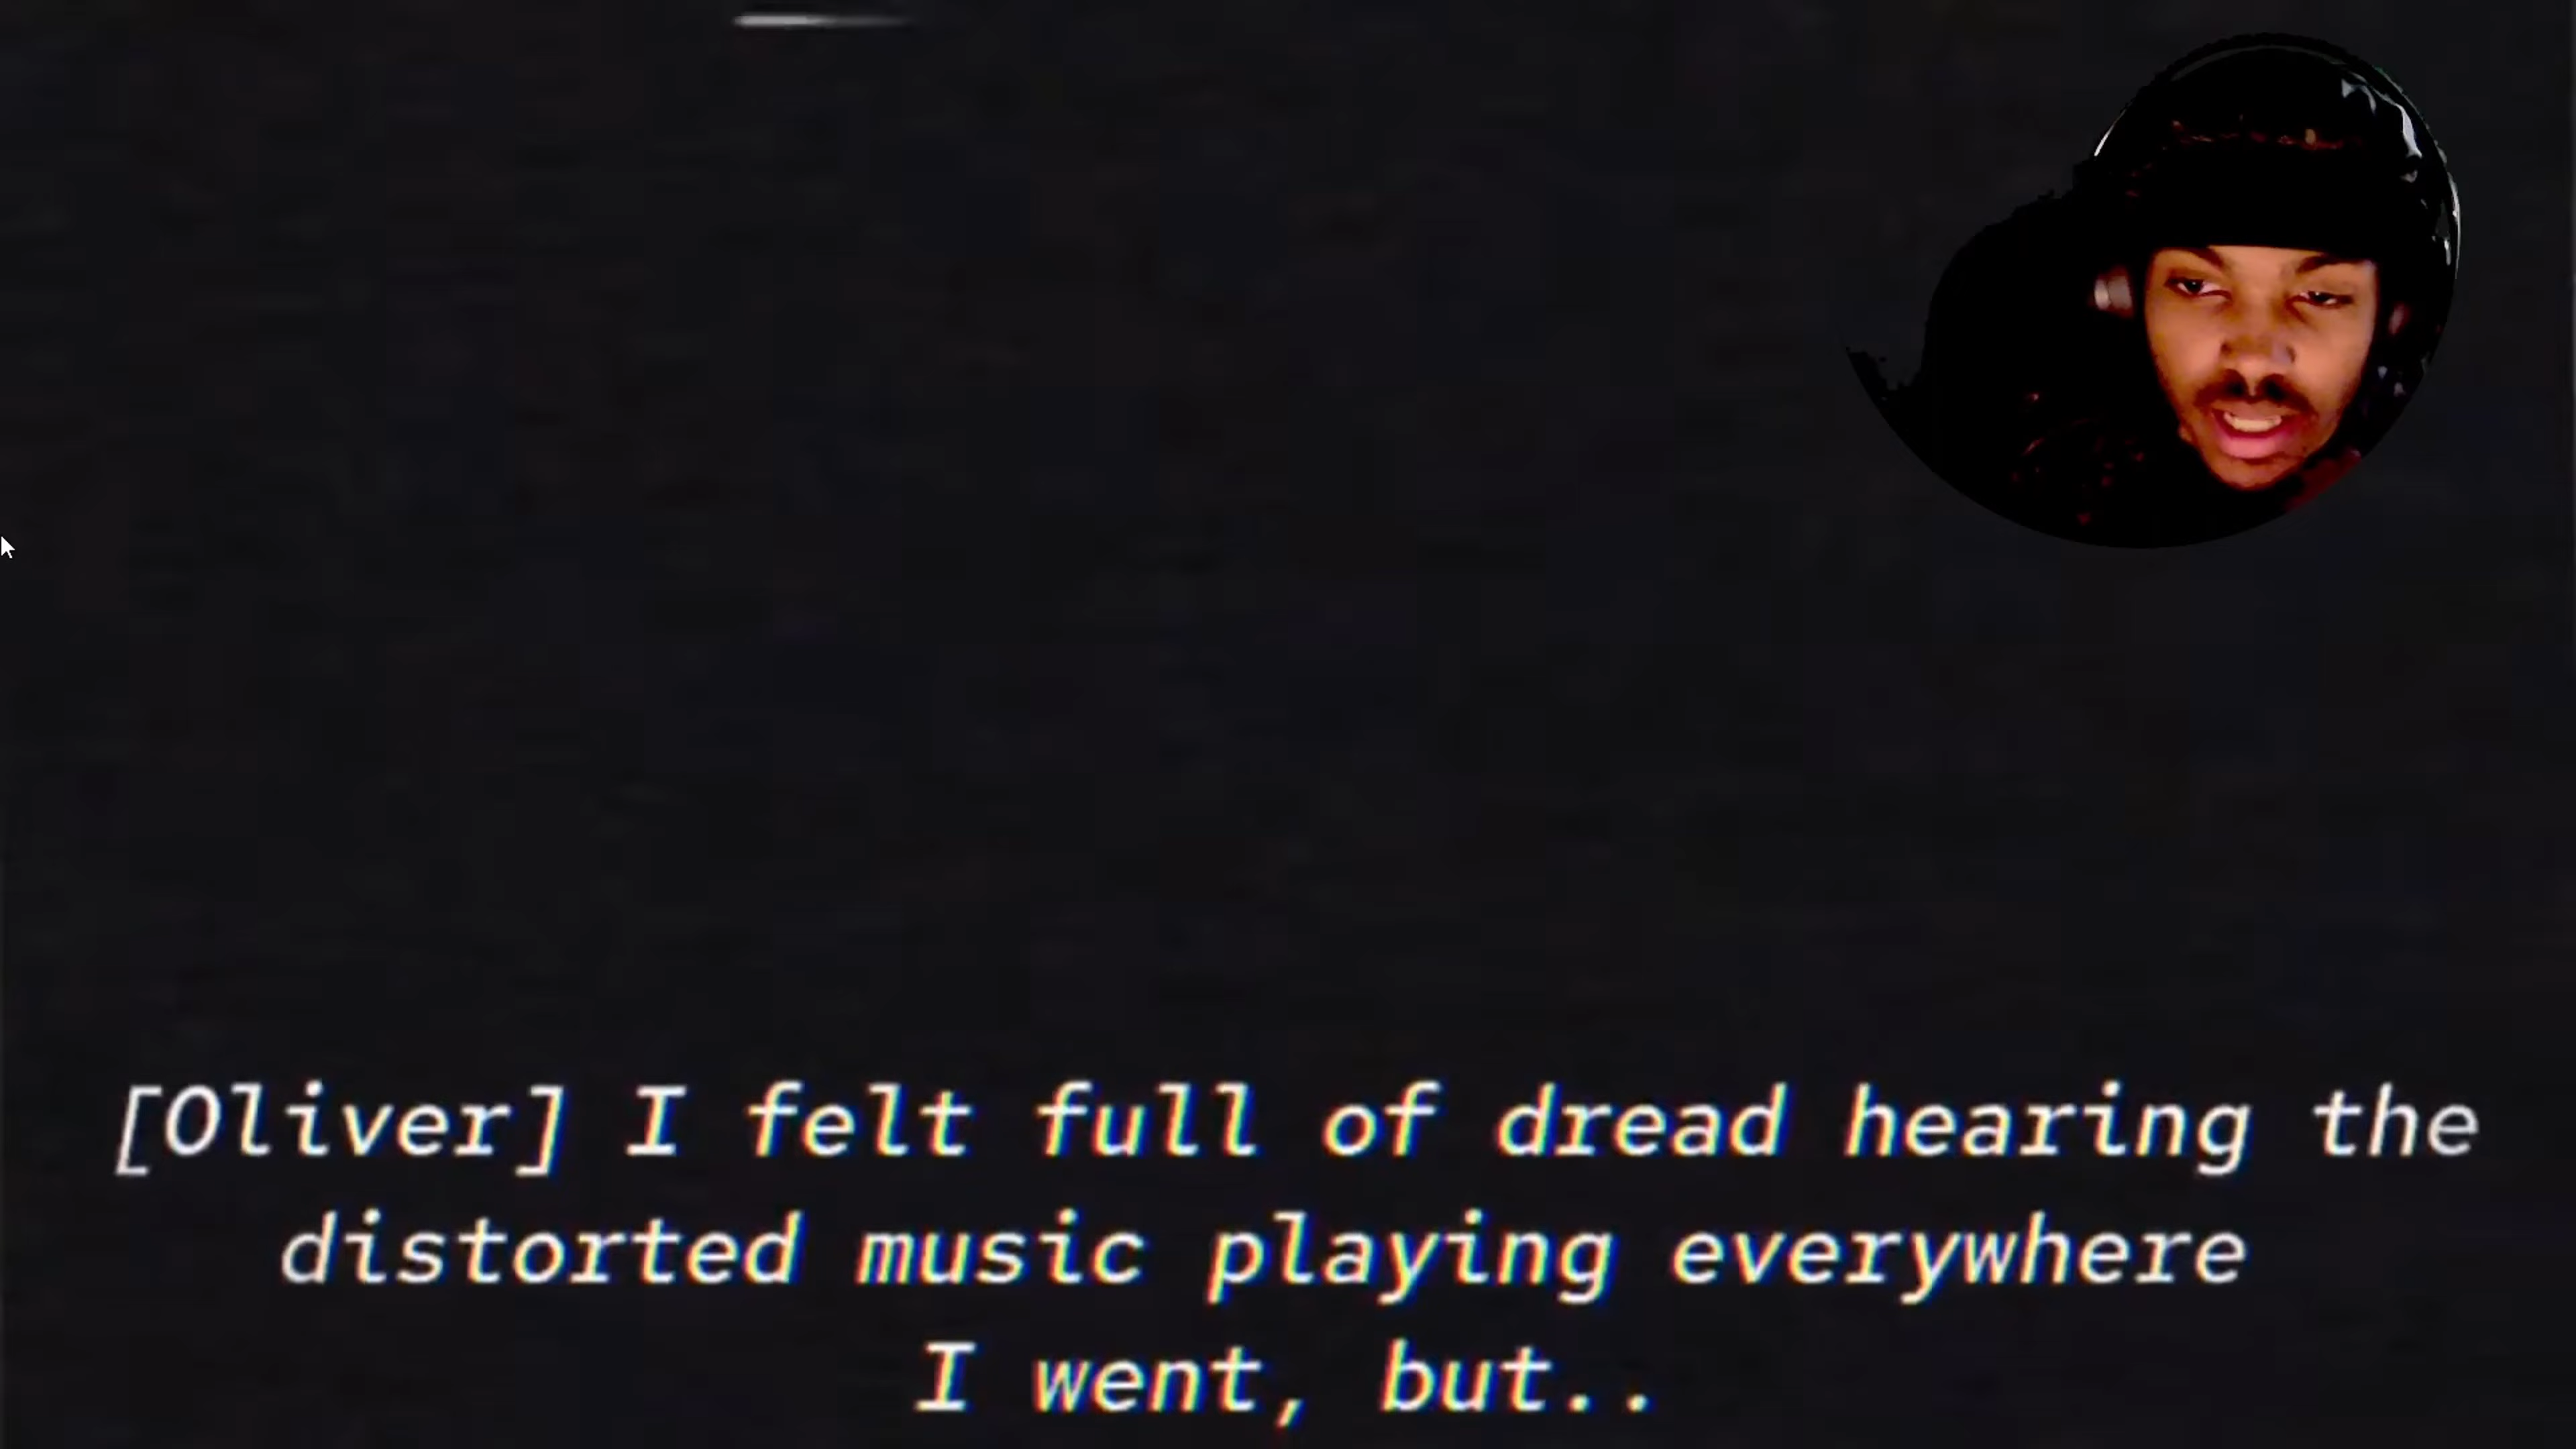 [Oliver] I felt full of dread hearing the
distorted music playing everywhere
I went, but..